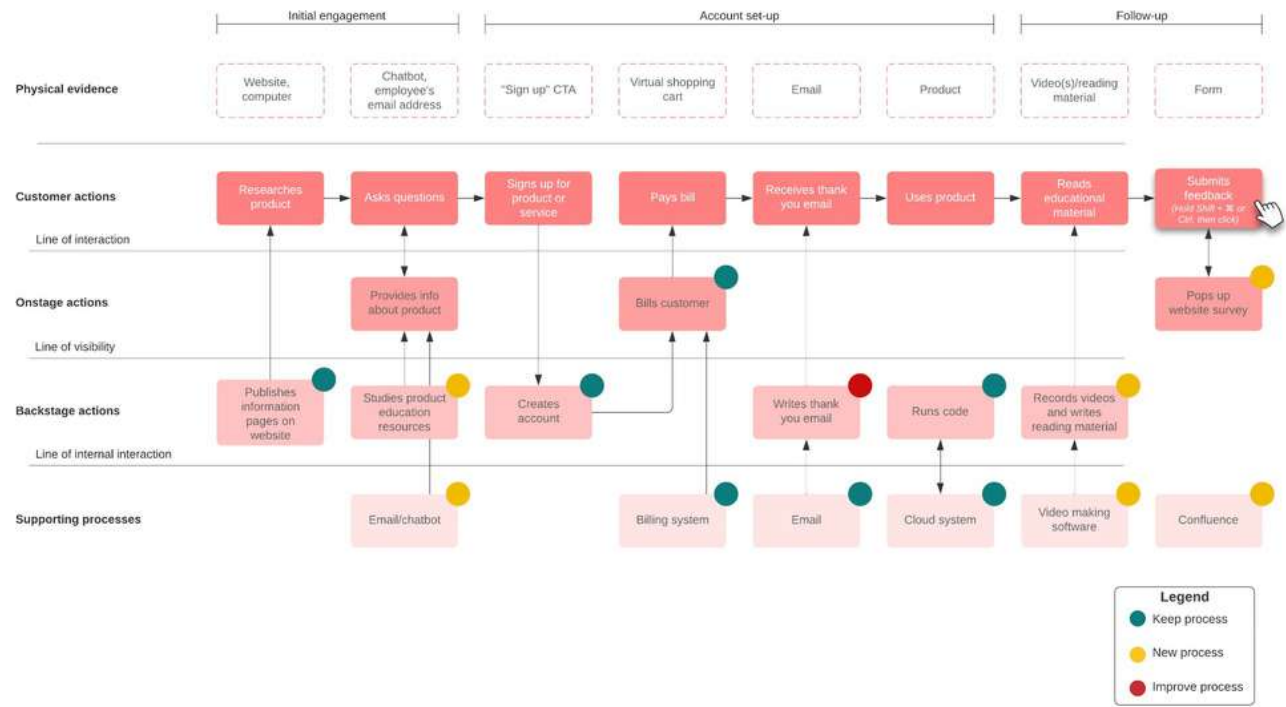 Initial engagement
Account set-up
Follow-up
Physical evidence
Website,
computer
Chatbot,
employee's
email address
"Sign up" CTA
Virtual shopping
cart
Email
Product
Video(s)/reading
material
Form
Customer actions
Researches
product
Asks questions
Signs up for
product or
service
Pays bill
Receives thank
you email
Uses product
Reads
educational
material
Submits
feedback
(Hold Shift + ⌘ or
Ctrl, then click)
Line of interaction
Onstage actions
Provides info
about product
Bills customer
Pops up
website survey
Line of visibility
Backstage actions
Publishes
information
pages on
website
Studies product
education
resources
Creates
account
Writes thank
you email
Runs code
Records videos
and writes
reading material
Line of internal interaction
Supporting processes
Email/chatbot
Billing system
Email
Cloud system
Video making
software
Confluence
Legend
Keep process
New process
Improve process